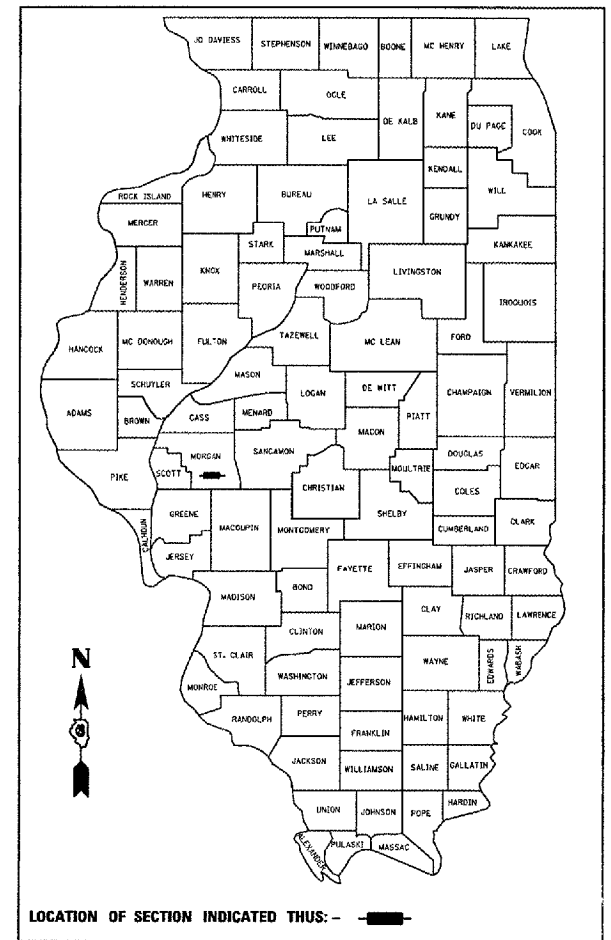 JO DAVIESS STEPHENSON WINNEBAGO BOONE MC HENRY LAKE
CARROLL OGLE DE KALB KANE DU PAGE COOK
WHITESIDE LEE KENDALL WILL
ROCK ISLAND HENRY BUREAU LA SALLE GRUNDY
MERCER PUTNAM KANKAKEE
STARK MARSHALL
HENDERSON WARREN KNOX PEORIA WOODFORD LIVINGSTON IROQUOIS
HANCOCK MC DONOUGH FULTON TAZEWELL MC LEAN FORD
SCHUYLER MASON LOGAN DE WITT CHAMPAIGN VERMILION
ADAMS BROWN CASS MENARD PIATT
MACON
PIKE SCOTT MORGAN SANGAMON MOULTRIE DOUGLAS EDGAR
CHRISTIAN COLES
GREENE MACOUPIN MONTGOMERY SHELBY CUMBERLAND CLARK
CALHOUN JERSEY FAYETTE EFFINGHAM JASPER CRAWFORD
MADISON BOND
CLAY RICHLAND LAWRENCE
CLINTON MARION
ST. CLAIR WAYNE EDWARDS WABASH
N
MONROE WASHINGTON JEFFERSON
RANDOLPH PERRY HAMILTON WHITE
FRANKLIN
JACKSON WILLIAMSON SALINE GALLATIN
UNION JOHNSON POPE HARDIN
ALEXANDER PULASKI MASSAC
LOCATION OF SECTION INDICATED THUS: -